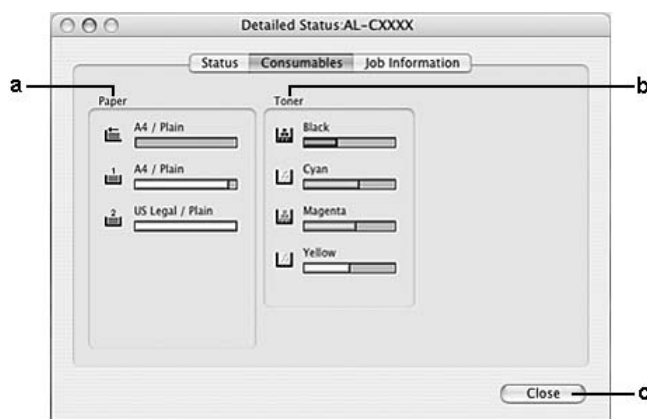 Detailed Status:AL-CXXXX
Status Consumables Job Information
a
b
Paper
Toner
A4 / Plain
1 A4 / Plain
2 US Legal / Plain
Black
Cyan
Magenta
Yellow
Close
c